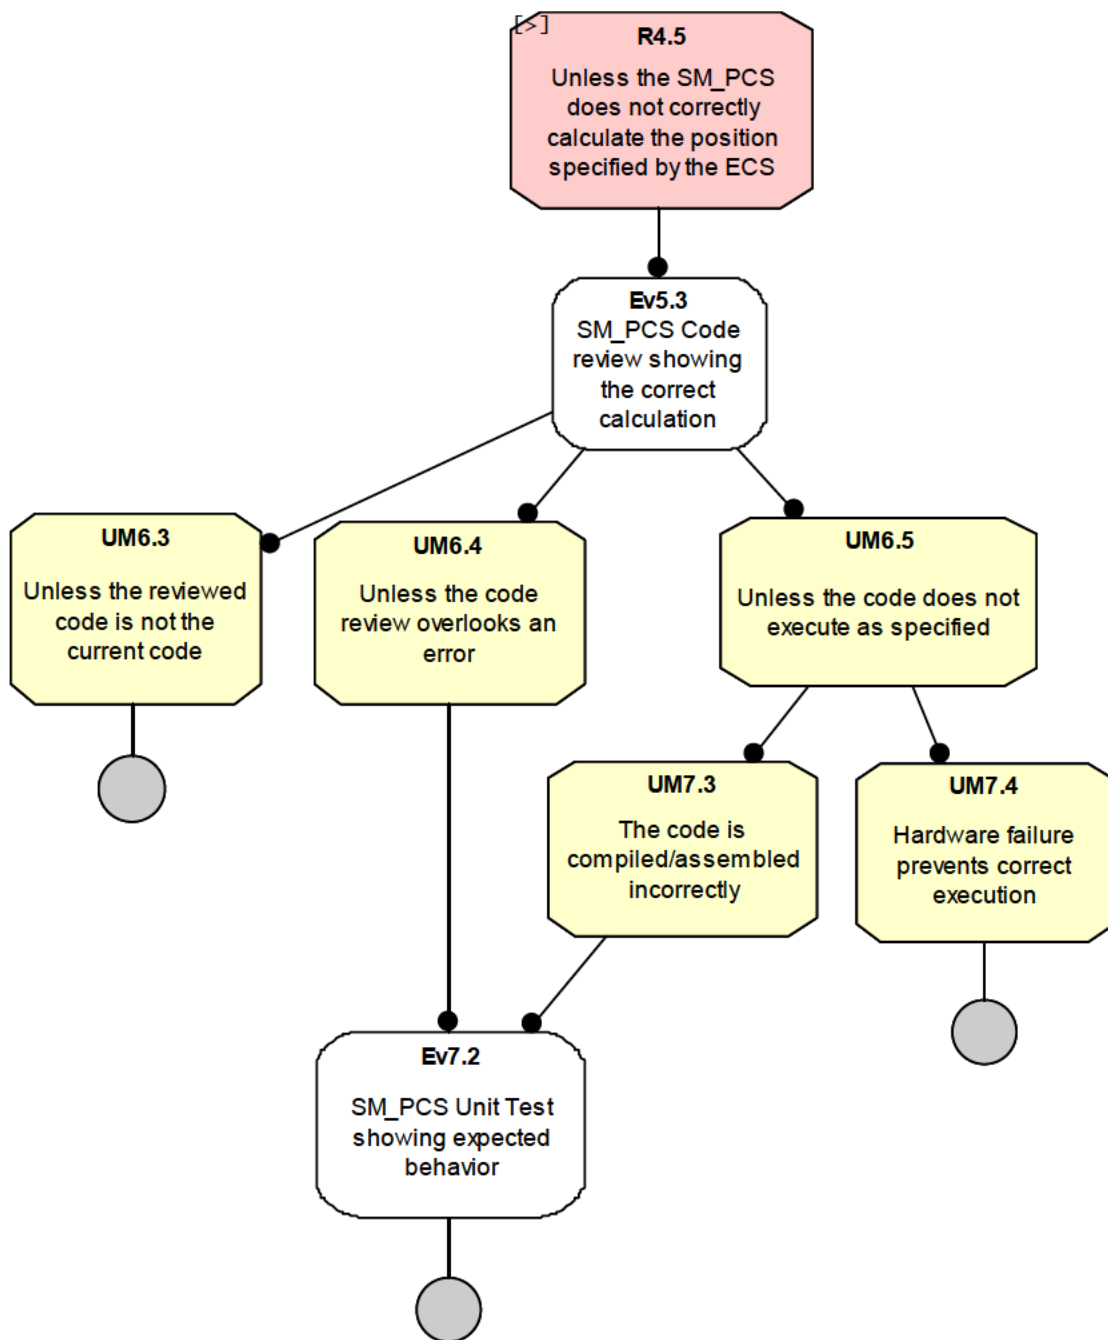 [>]
R4.5
Unless the SM_PCS
does not correctly
calculate the position
specified by the ECS
Ev5.3
SM_PCS Code
review showing
the correct
calculation
UM6.3
Unless the reviewed
code is not the
current code
UM6.4
Unless the code
review overlooks an
error
UM6.5
Unless the code does not
execute as specified
UM7.3
The code is
compiled/assembled
incorrectly
UM7.4
Hardware failure
prevents correct
execution
Ev7.2
SM_PCS Unit Test
showing expected
behavior